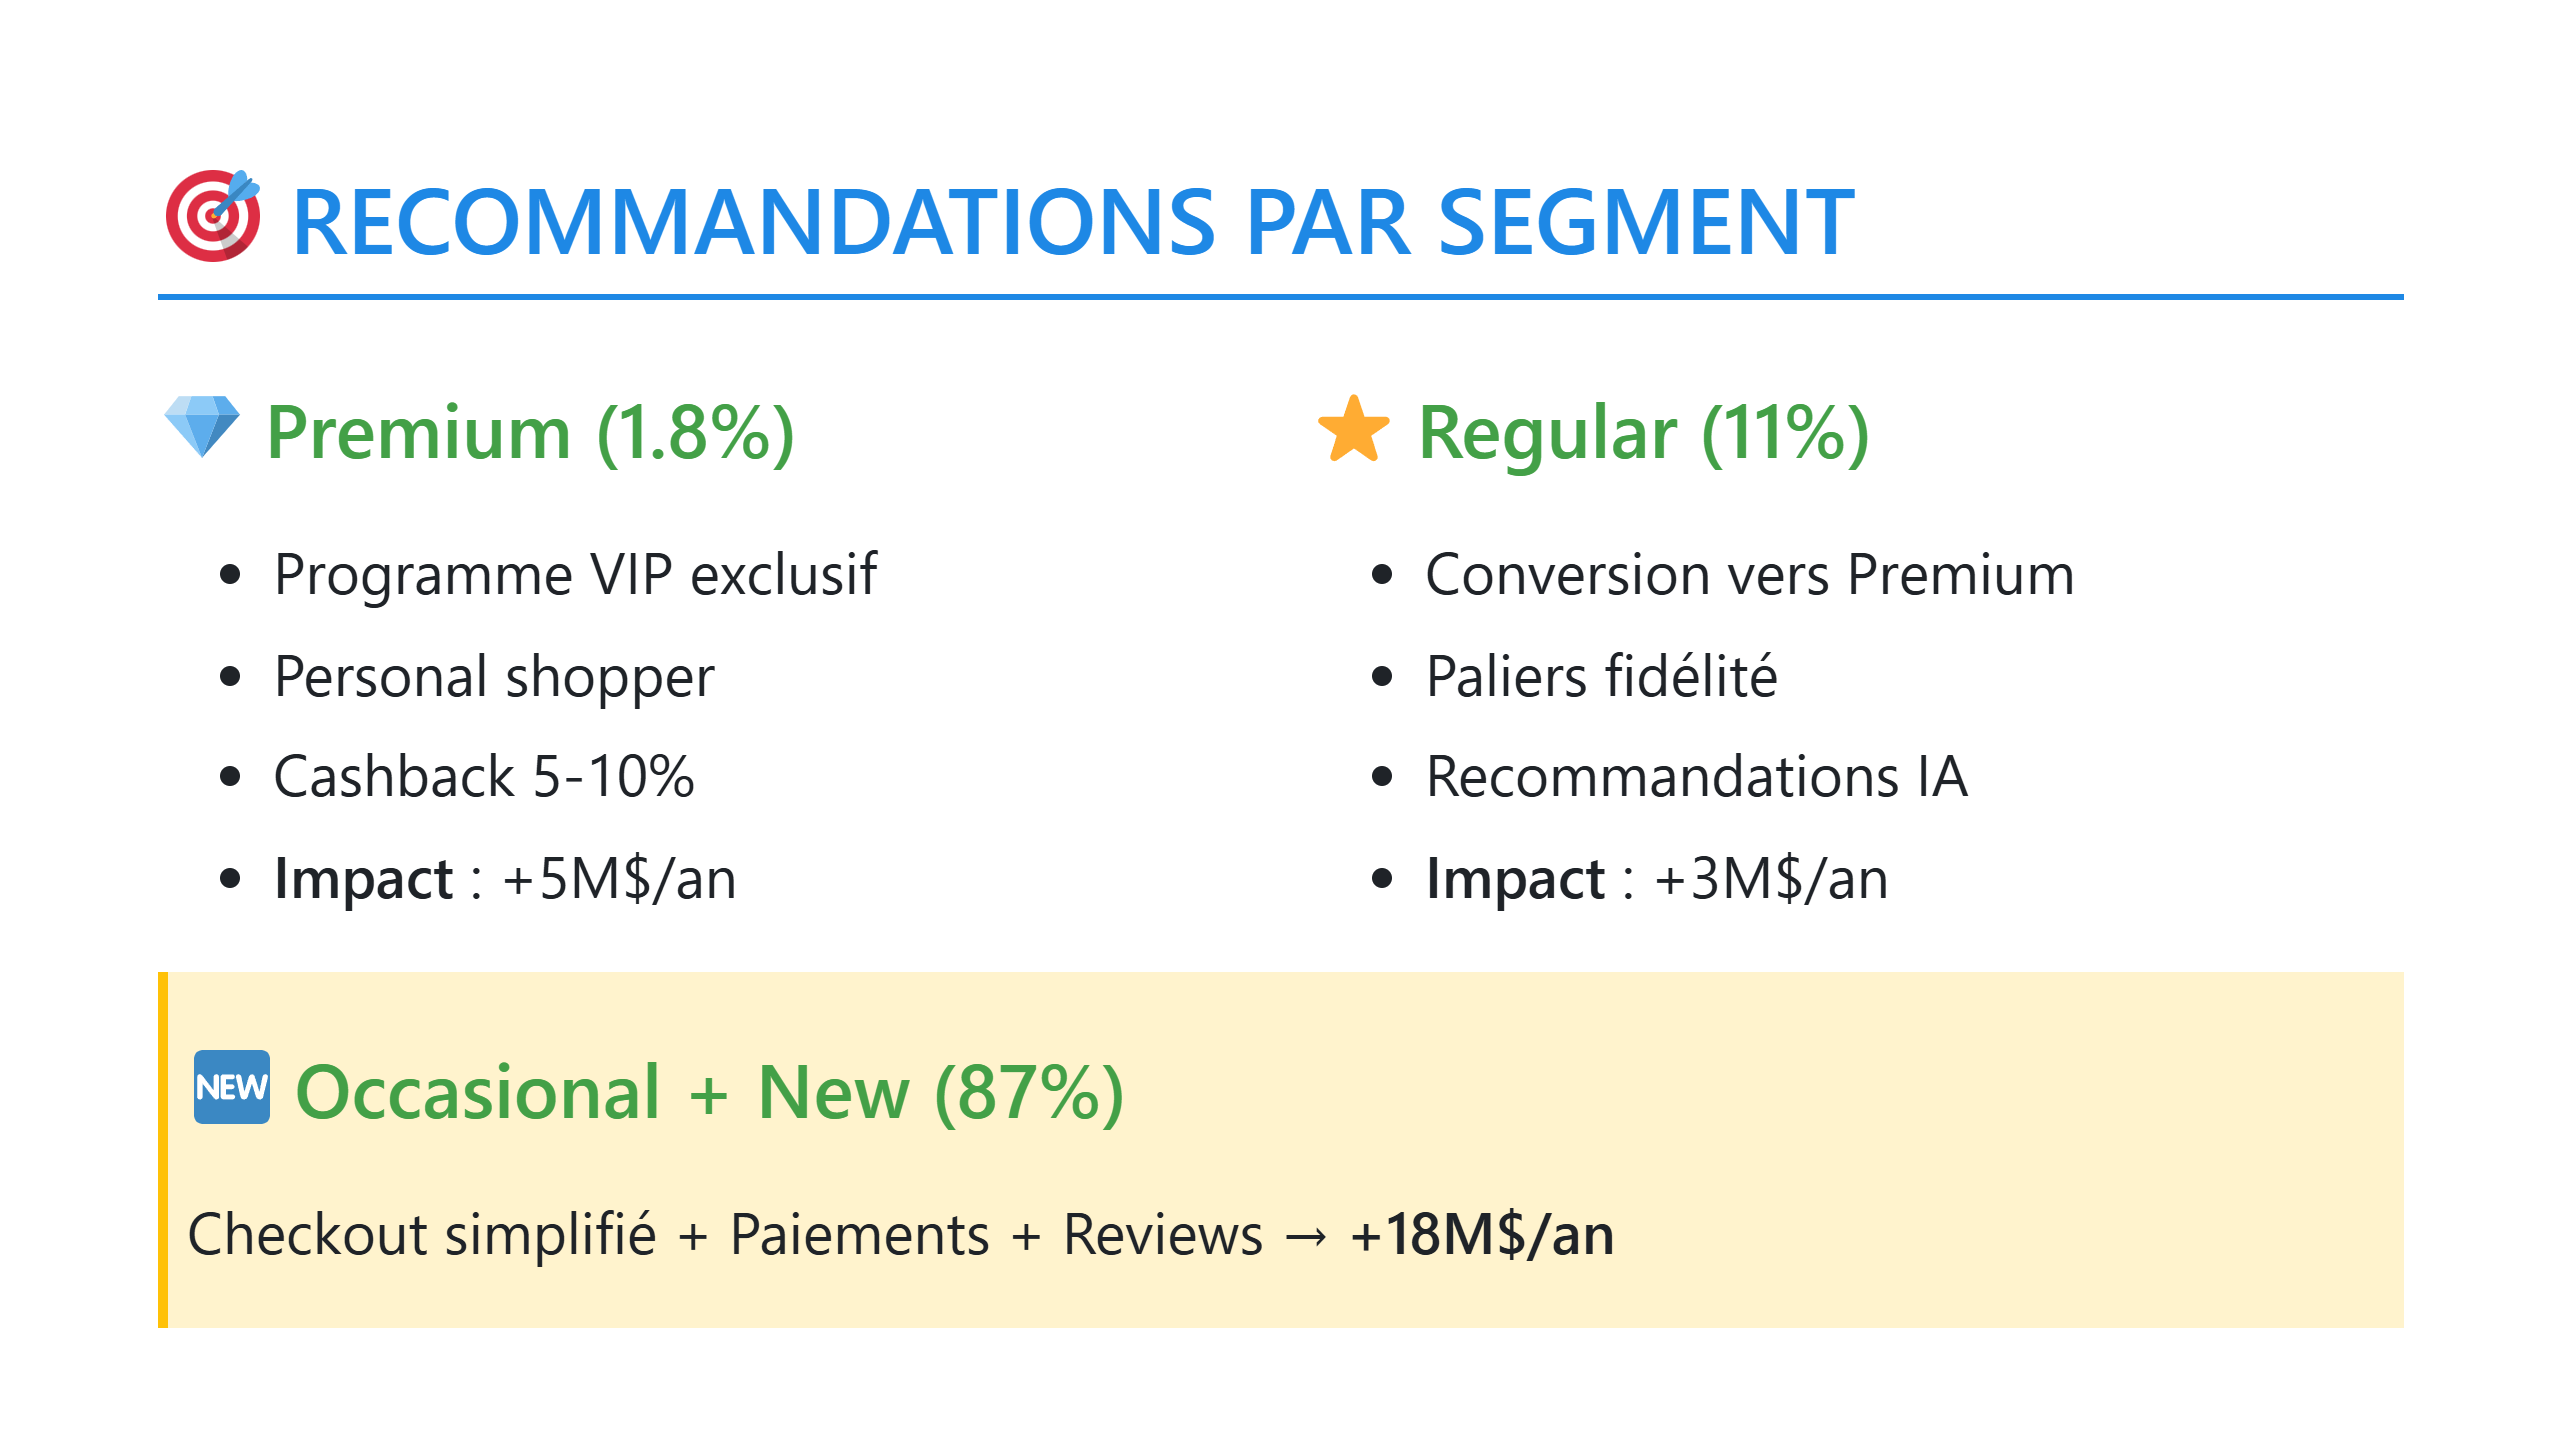 RECOMMANDATIONS PAR SEGMENT
Premium (1.8%)
Programme VIP exclusif
Personal shopper
Cashback 5-10%
Impact : +5M$/an
Regular (11%)
Conversion vers Premium
Paliers fidélité
Recommandations IA
Impact : +3M$/an
NEW Occasional + New (87%)
Checkout simplifié + Paiements + Reviews → +18M$/an